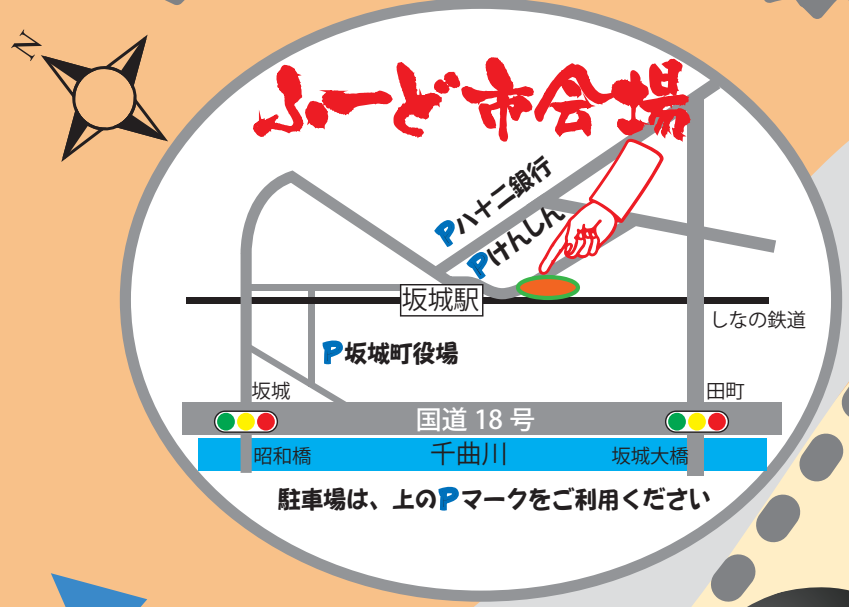 N
ふーど市会場
P八十二銀行
Pけんしん
坂城駅
しなの鉄道
P坂城町役場
坂城
田町
国道 18 号
昭和橋
千曲川
坂城大橋
駐車場は、上のPマークをご利用ください